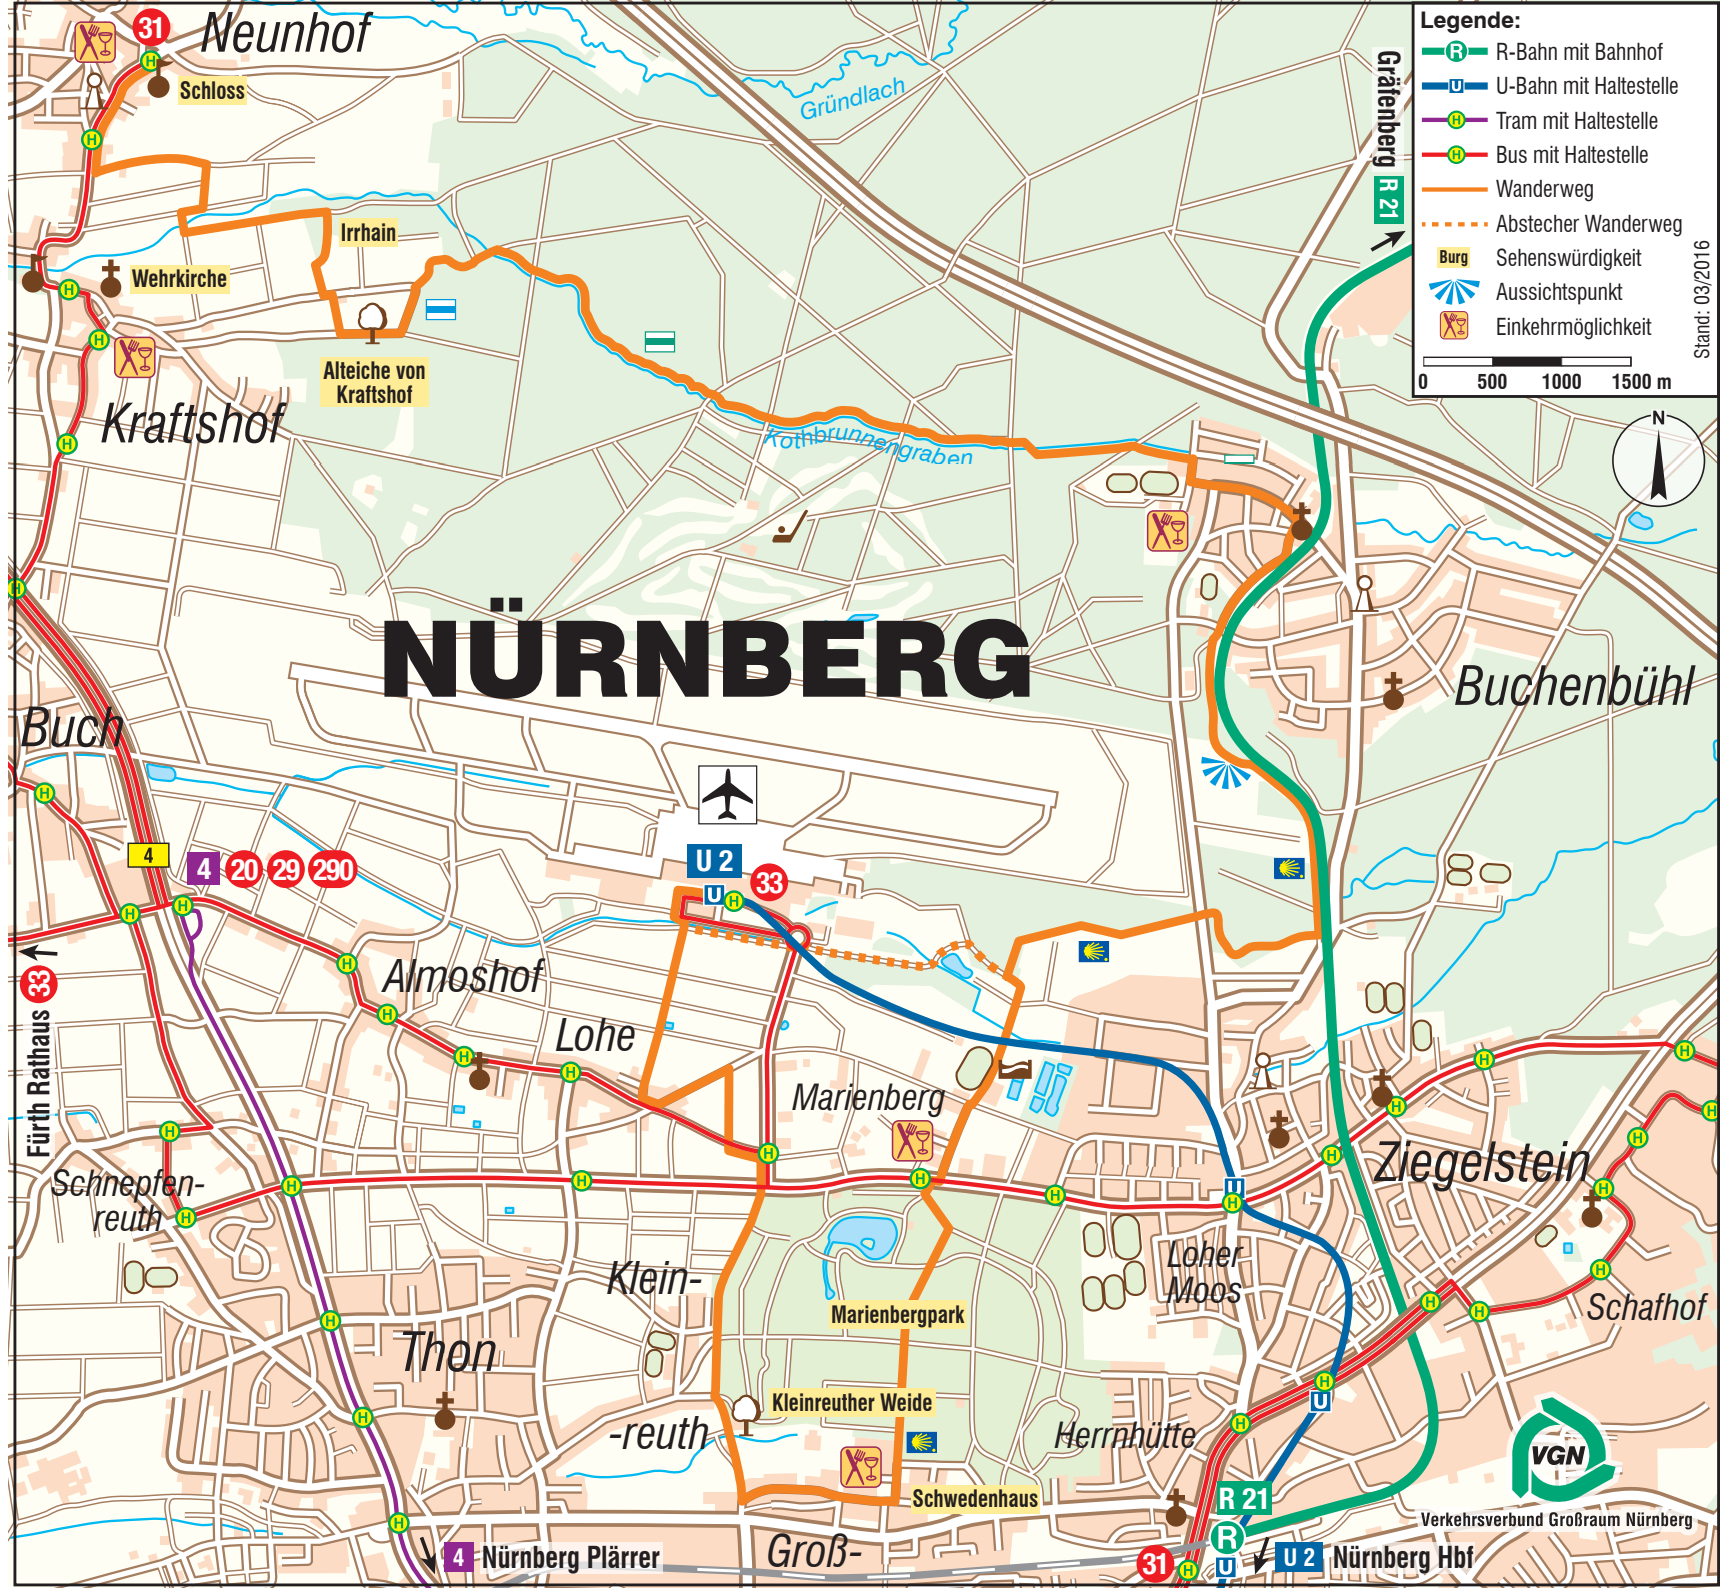 31
Neunhof
Schloss
Gründlach
Gräfenberg
R 21
Legende:
R
R-Bahn mit Bahnhof
U
U-Bahn mit Haltestelle
H
Tram mit Haltestelle
H
Bus mit Haltestelle
Wanderweg
Abstecher Wanderweg
Burg
Sehenswürdigkeit
Aussichtspunkt
Einkehrmöglichkeit
0 500 1000 1500 m
Stand: 03/2016
N
Irrhain
Wehrkirche
Alteiche von
Kraftshof
Kraftshof
Kothbrunnengraben
NÜRNBERG
Buchenbühl
Buch
4
4
20
29
290
U 2
33
U
H
33
Fürth Rathaus
Almoshof
Lohe
Marienberg
Ziegelstein
Schnepfen-
reuth
U
H
Loher
Moos
Klein-
Marienbergpark
Schafhof
Thon
Kleinreuther Weide
-reuth
Herrnhütte
H
U
Schwedenhaus
R 21
R
VGN
Verkehrsverbund Großraum Nürnberg
4
Nürnberg Plärrer
Groß-
31
H
U
U 2
Nürnberg Hbf